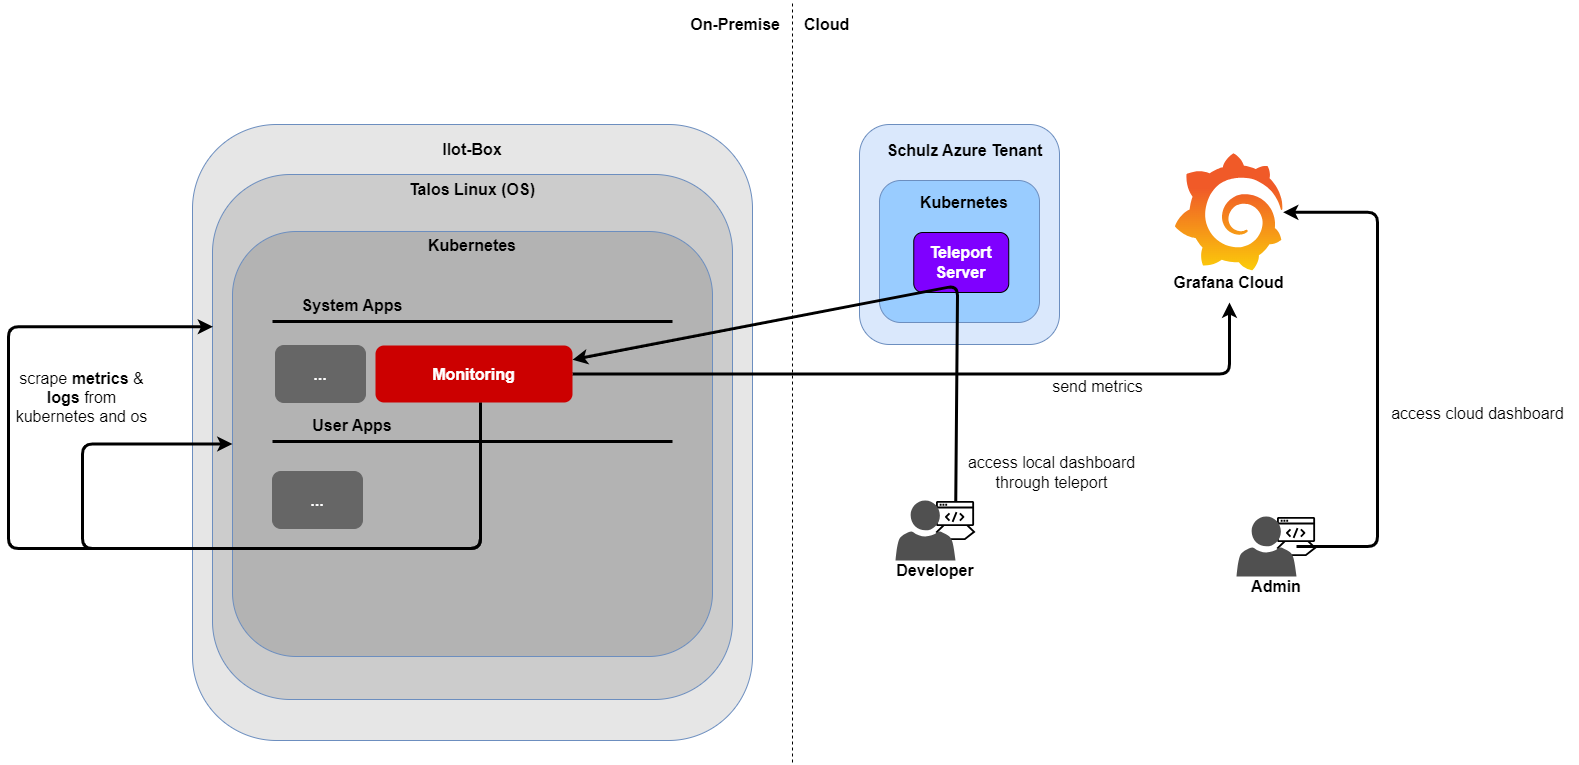 On-Premise
Cloud
IIot-Box
Talos Linux (OS)
Kubernetes
System Apps
...
Monitoring
User Apps
...
scrape metrics &
logs from
kubernetes and os
Schulz Azure Tenant
Kubernetes
Teleport
Server
Grafana Cloud
send metrics
access cloud dashboard
access local dashboard
through teleport
</>
Developer
</>
Admin